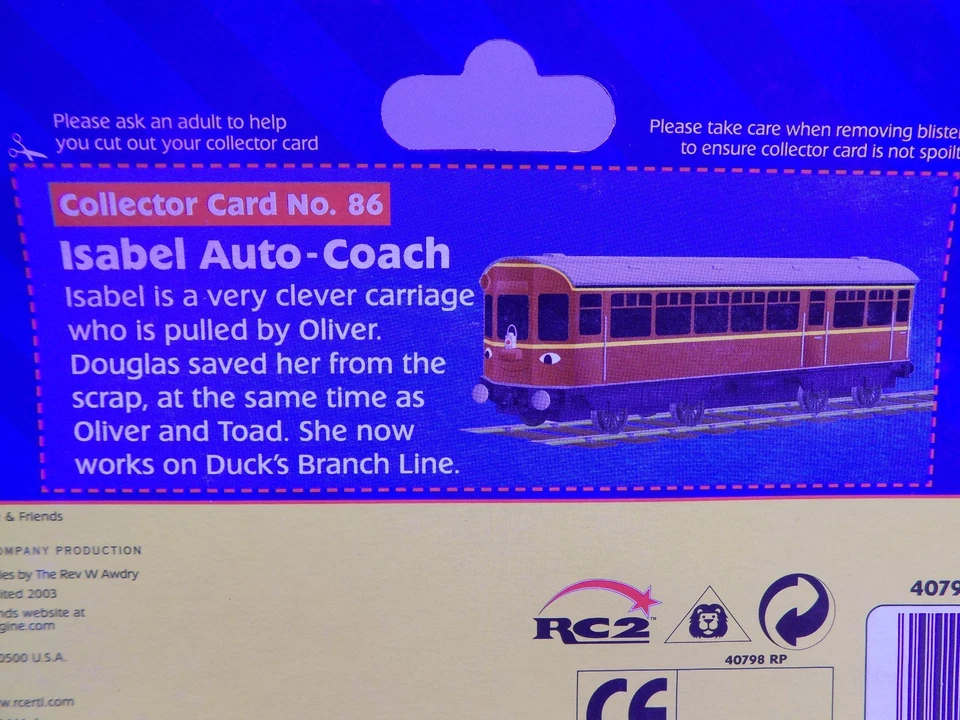 Please ask an adult to help
you cut out your collector card
Please take care when removing blister
to ensure collector card is not spoilt
Collector Card No. 86
Isabel Auto-Coach
Isabel is a very clever carriage
who is pulled by Oliver.
Douglas saved her from the
scrap, at the same time as
Oliver and Toad. She now
works on Duck's Branch Line.
& Friends
OMPANY PRODUCTION
ies by The Rev W Awdry
ited 2003
nds website at
gine.com
0500 U.S.A.
w.rcertl.com
RC2™
40798 RP
4079
CE